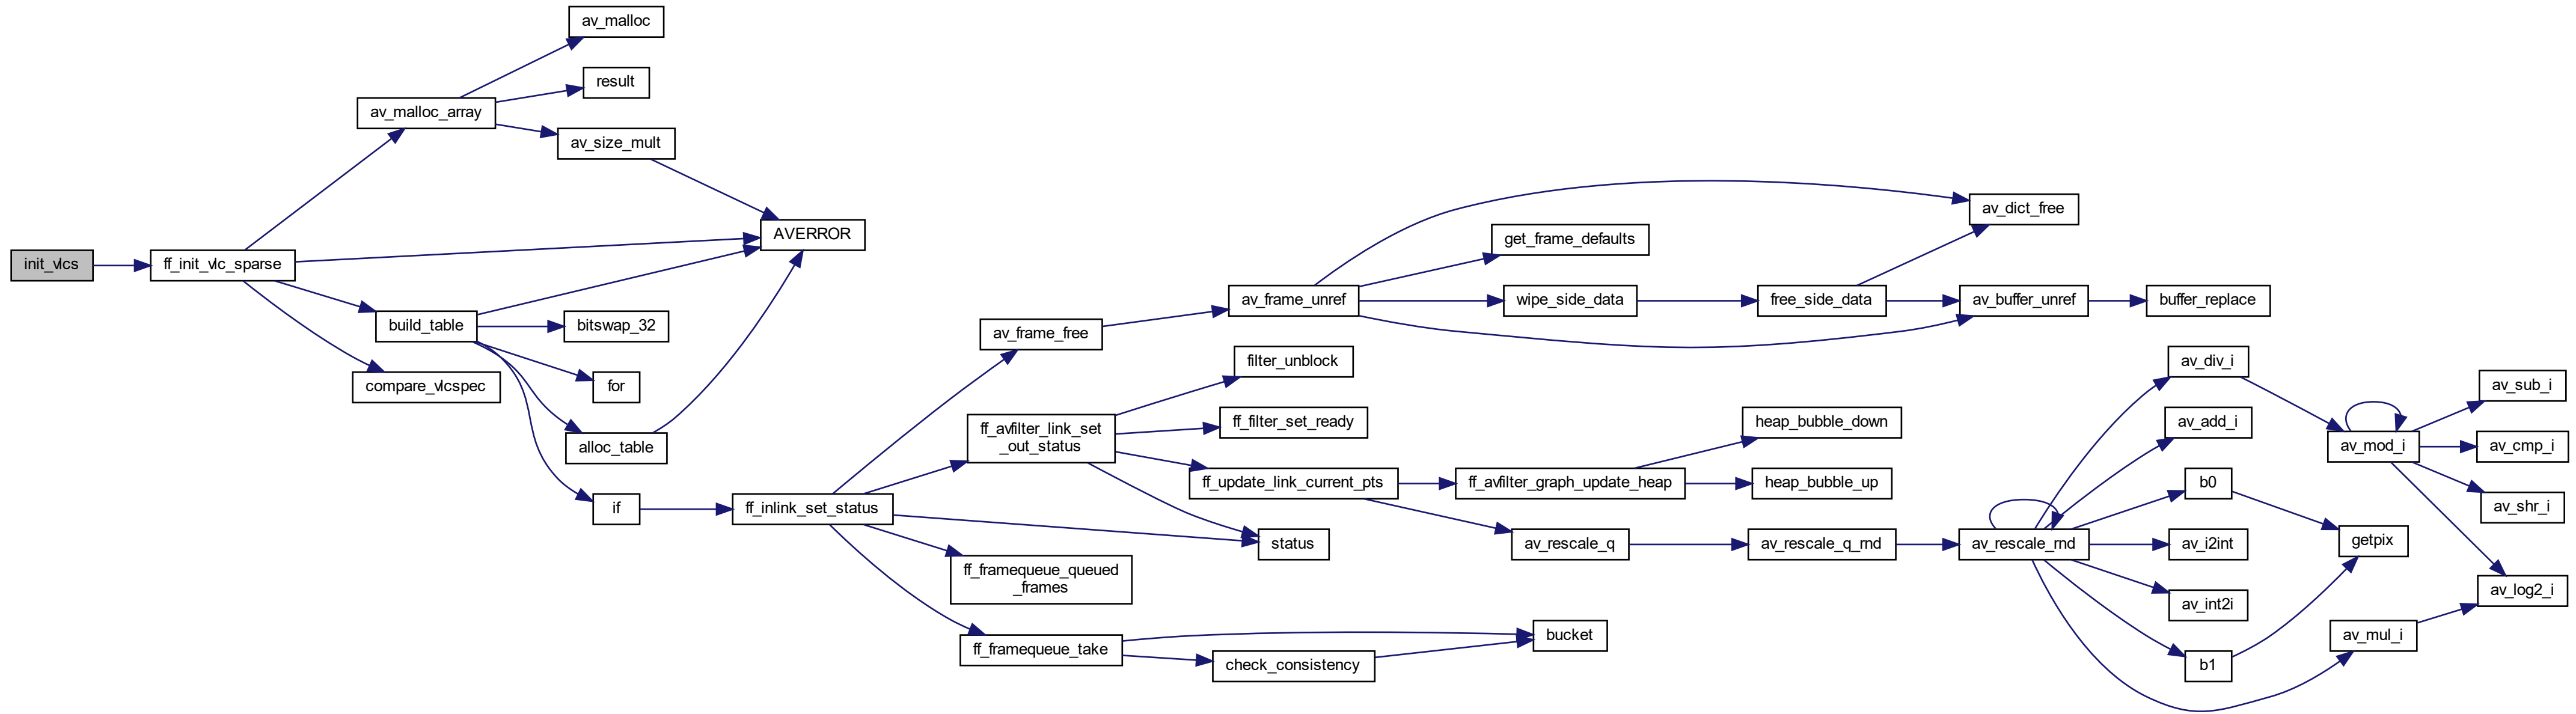 init_vlcs
ff_init_vlc_sparse
av_malloc_array
build_table
compare_vlcspec
av_malloc
result
av_size_mult
AVERROR
bitswap_32
for
alloc_table
if
ff_inlink_set_status
av_frame_free
ff_avfilter_link_set
_out_status
ff_framequeue_queued
_frames
ff_framequeue_take
av_frame_unref
filter_unblock
ff_filter_set_ready
ff_update_link_current_pts
status
check_consistency
bucket
get_frame_defaults
wipe_side_data
ff_avfilter_graph_update_heap
av_rescale_q
free_side_data
heap_bubble_down
heap_bubble_up
av_rescale_q_rnd
av_dict_free
av_buffer_unref
buffer_replace
av_rescale_rnd
av_div_i
av_add_i
b0
av_i2int
av_int2i
b1
getpix
av_mul_i
av_mod_i
av_sub_i
av_cmp_i
av_shr_i
av_log2_i